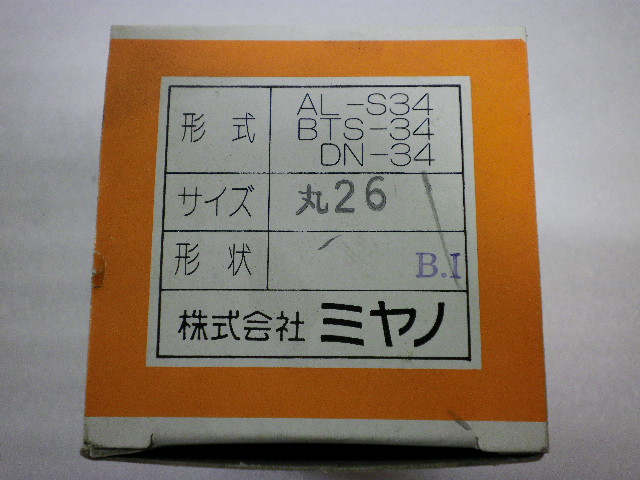 形式 AL-S34
BTS-34
DN-34
サイズ 丸26
形状 B.I
株式会社 ミヤノ